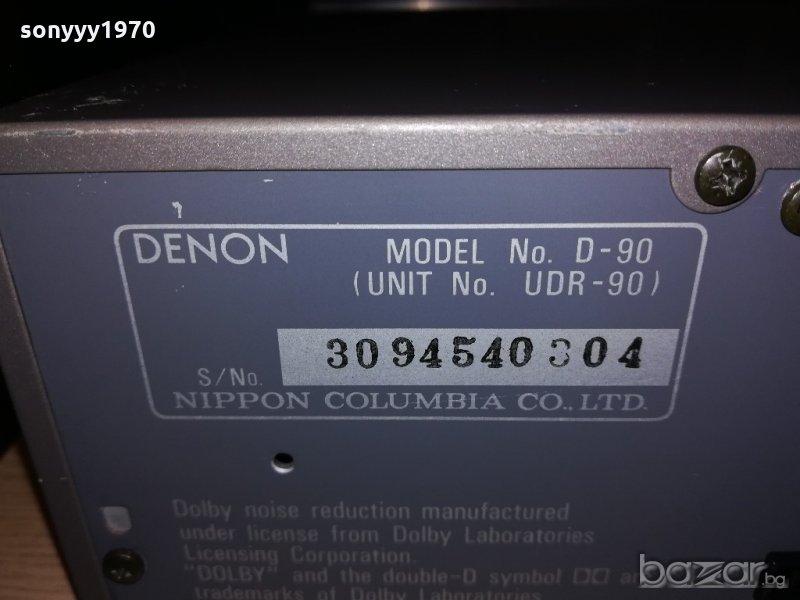 sonyyy1970
DENON MODEL No. D-90
(UNIT No. UDR-90)
S/No. 3094540304
NIPPON COLUMBIA CO., LTD.
Dolby noise reduction manufactured
under license from Dolby Laboratories
Licensing Corporation.
"DOLBY" and the double-D symbol
trademarks of Dolby Laboratories
bazar.bg